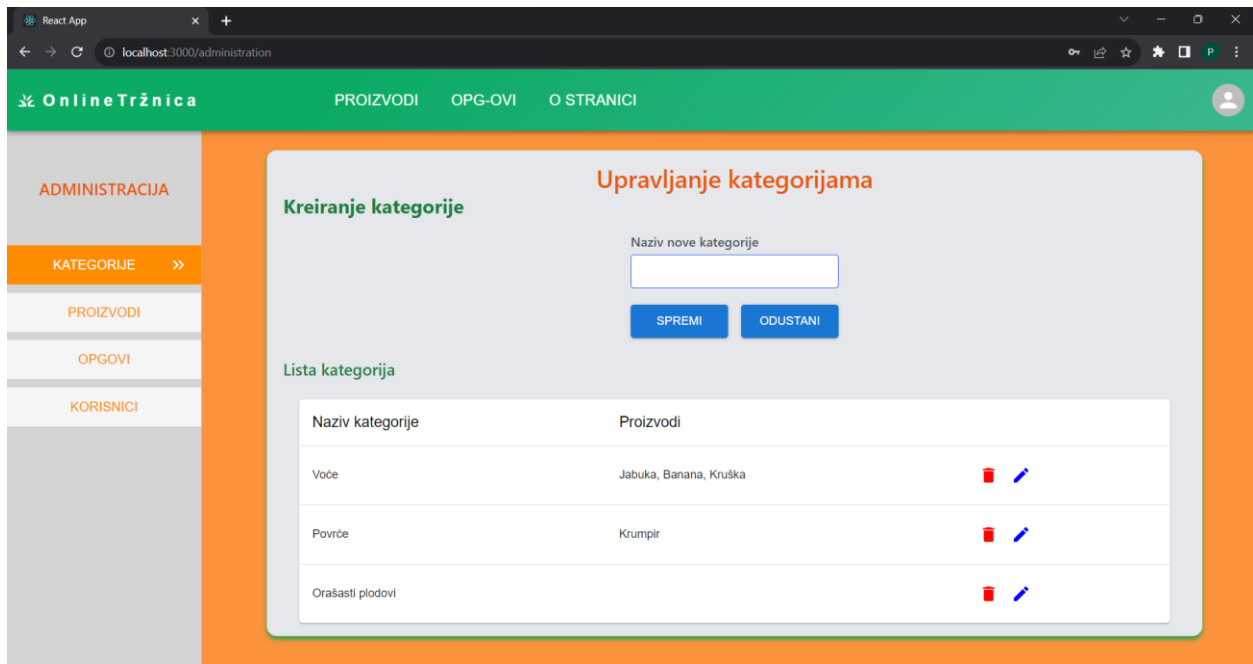 React App
localhost:3000/administration
P
OnlineTržnica PROIZVODI OPG-OVI O STRANICI
ADMINISTRACIJA
KATEGORIJE
PROIZVODI
OPGOVI
KORISNICI
Upravljanje kategorijama
Kreiranje kategorije
Naziv nove kategorije
SPREMI ODUSTANI
Lista kategorija
Naziv kategorije Proizvodi
Voće Jabuka, Banana, Kruška
Povrće Krumpir
Orašasti plodovi